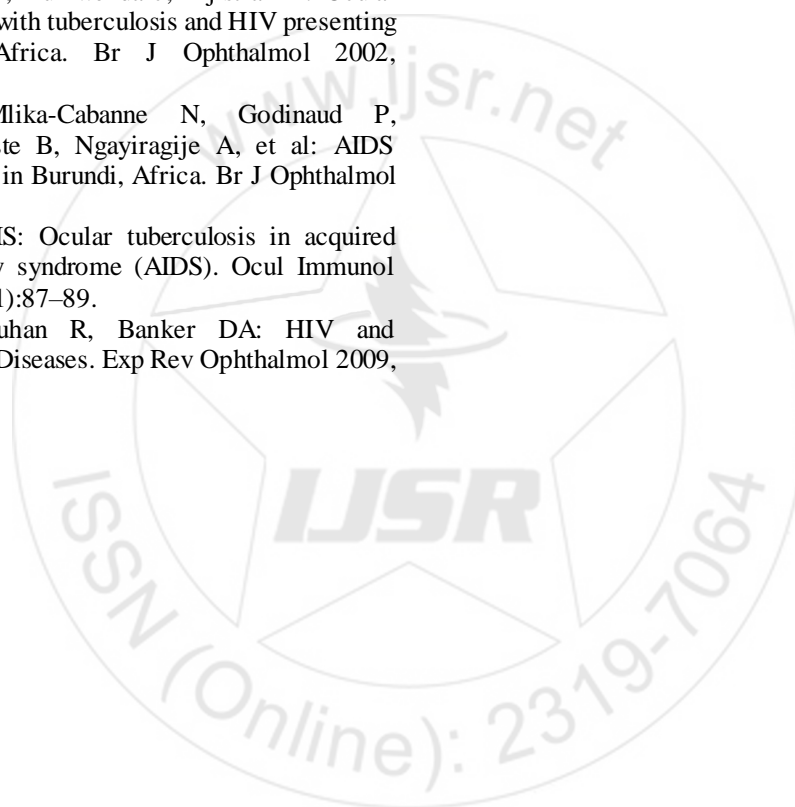 with tuberculosis and HIV presenting
Africa. Br J Ophthalmol 2002,
Mlika-Cabanne N, Godinaud P,
ste B, Ngayiragije A, et al: AIDS
in Burundi, Africa. Br J Ophthalmol
IS: Ocular tuberculosis in acquired
y syndrome (AIDS). Ocul Immunol
1):87–89.
uhan R, Banker DA: HIV and
Diseases. Exp Rev Ophthalmol 2009,
www.ijsr.net
IJSR
ISSN (Online): 2319-7064